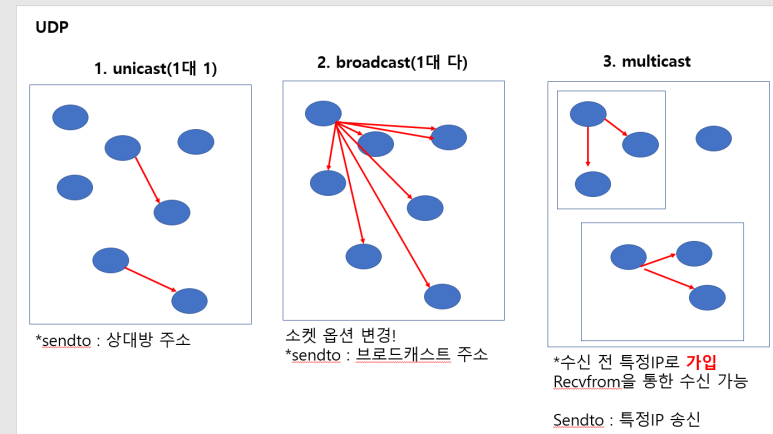 UDP
1. unicast(1대 1)
2. broadcast(1대 다)
3. multicast
*sendto : 상대방 주소
소켓 옵션 변경!
*sendto : 브로드캐스트 주소
*수신 전 특정IP로 가입
Recvfrom을 통한 수신 가능
Sendto : 특정IP 송신